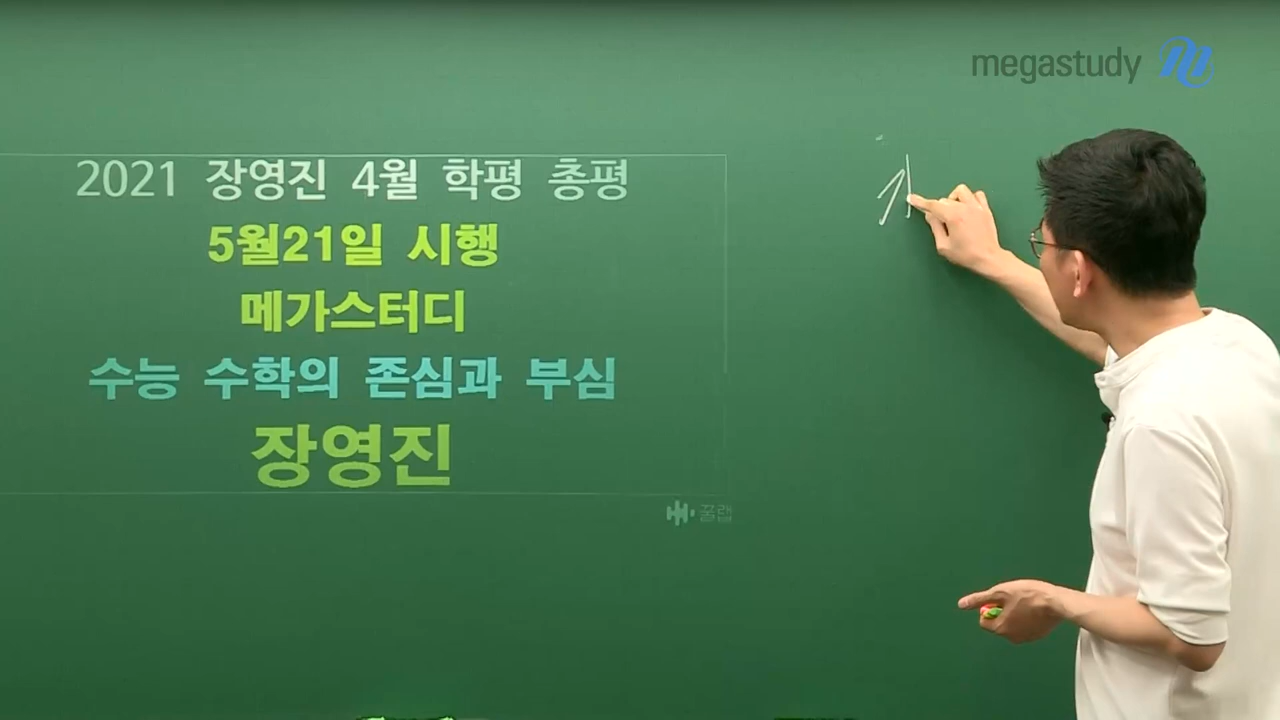 megastudy
2021 장영진 4월 학평 총평
5월21일 시행
메가스터디
수능 수학의 존심과 부심
장영진
꿀랩